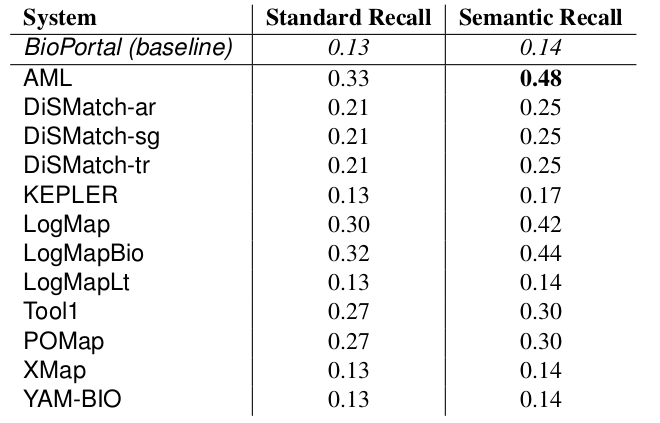 System Standard Recall Semantic Recall
BioPortal (baseline) 0.13 0.14
AML 0.33 0.48
DiSMatch-ar 0.21 0.25
DiSMatch-sg 0.21 0.25
DiSMatch-tr 0.21 0.25
KEPLER 0.13 0.17
LogMap 0.30 0.42
LogMapBio 0.32 0.44
LogMapLt 0.13 0.14
Tool1 0.27 0.30
POMap 0.27 0.30
XMap 0.13 0.14
YAM-BIO 0.13 0.14